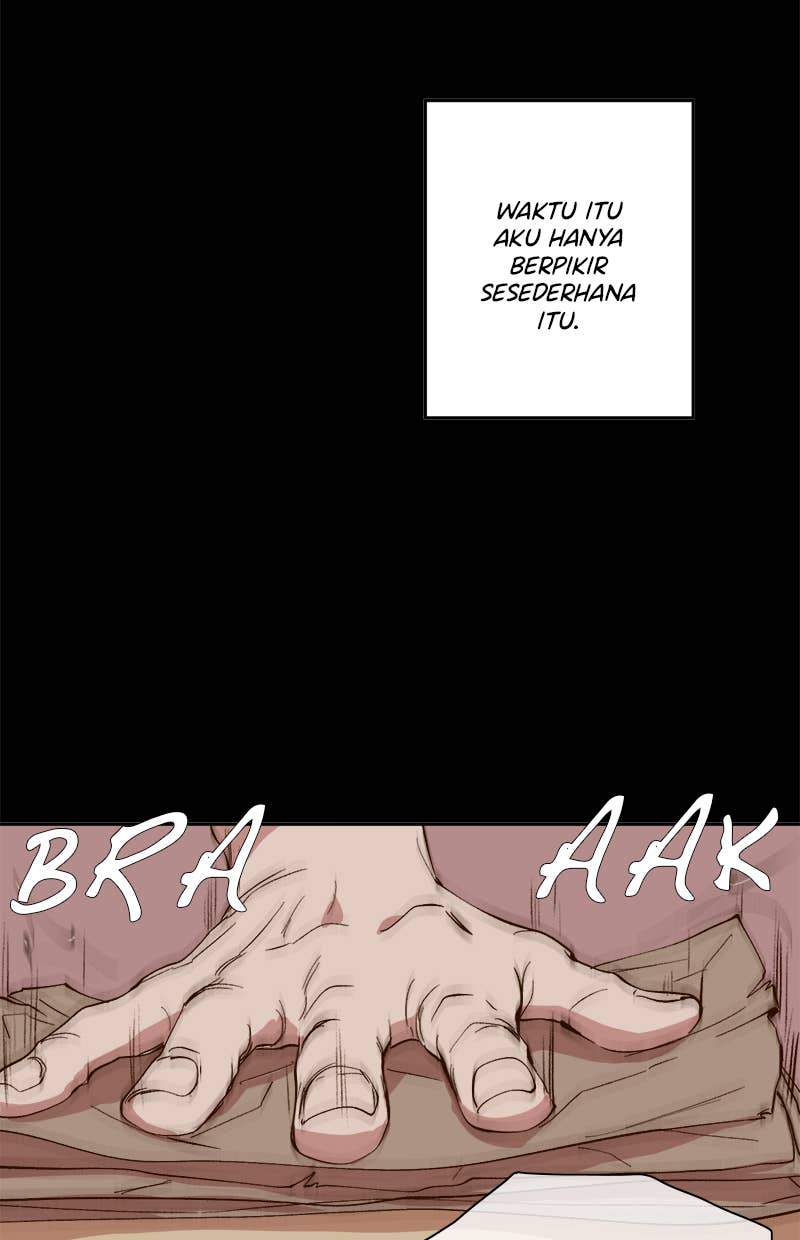 WAKTU ITU
AKU HANYA
BERPIKIR
SESEDERHANA
ITU.
BRA AAK